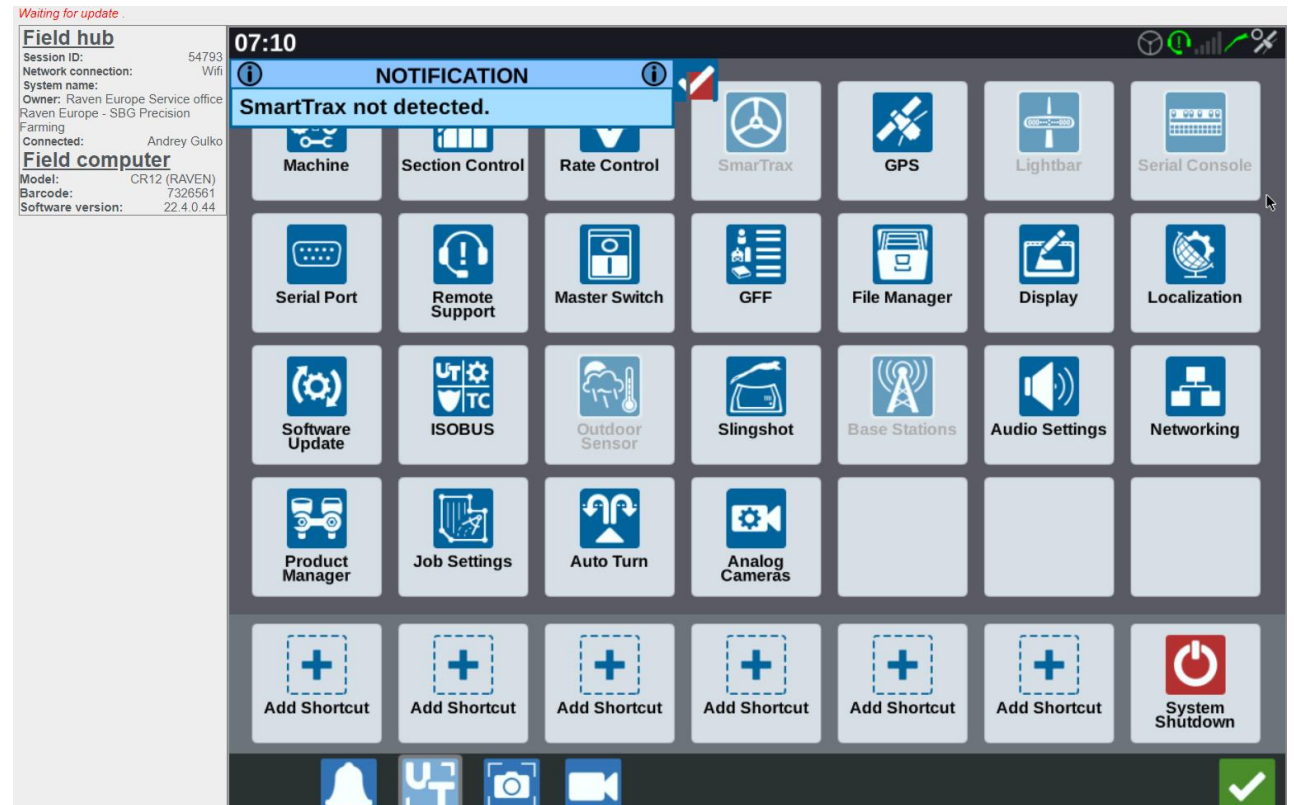 Waiting for update .
Field hub
Session ID: 54793
Network connection: Wifi
System name:
Owner: Raven Europe Service office
Raven Europe - SBG Precision
Farming
Connected: Andrey Gulko
Field computer
Model: CR12 (RAVEN)
Barcode: 7326561
Software version: 22.4.0.44
07:10
NOTIFICATION
SmartTrax not detected.
Machine
Section Control
Rate Control
SmarTrax
GPS
Lightbar
Serial Console
Serial Port
Remote
Support
Master Switch
GFF
File Manager
Display
Localization
UT
TC
Software
Update
ISOBUS
Outdoor
Sensor
Slingshot
Base Stations
Audio Settings
Networking
Product
Manager
Job Settings
Auto Turn
Analog
Cameras
Add Shortcut
Add Shortcut
Add Shortcut
Add Shortcut
Add Shortcut
Add Shortcut
System
Shutdown
UT